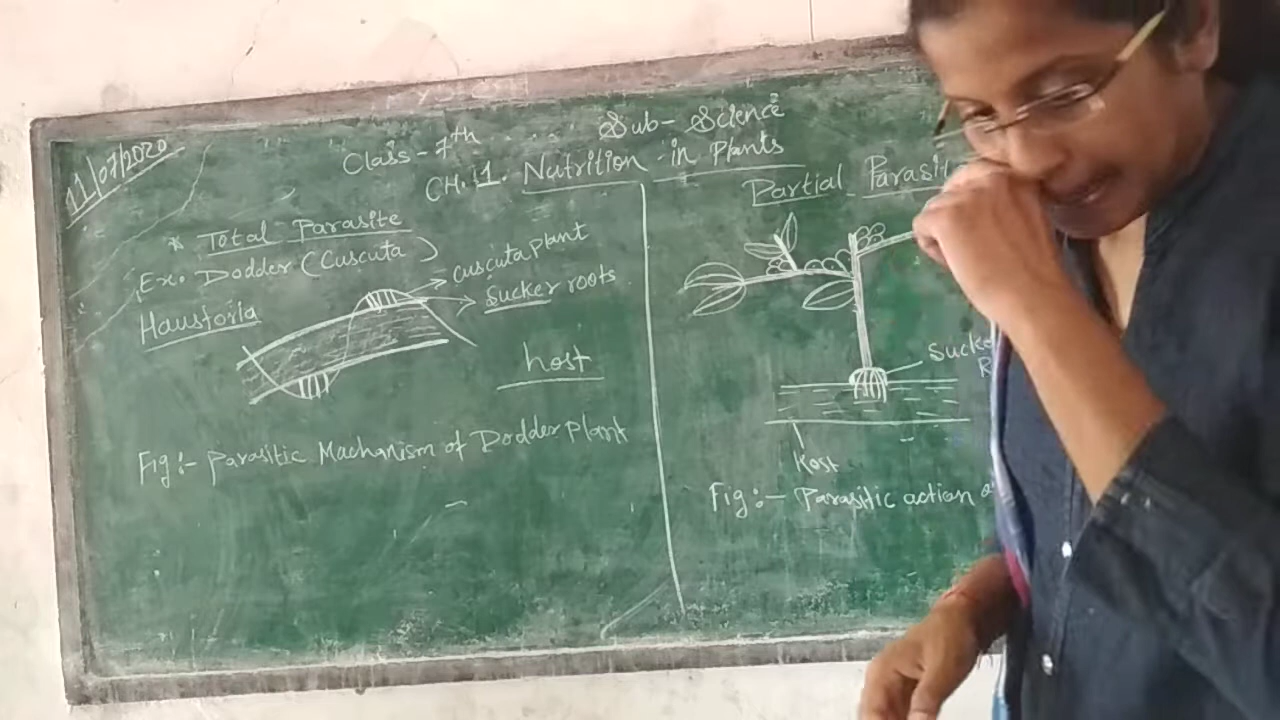 11/07/2020
Class - 7th Sub - Science
CH. 1. Nutrition in Plants
* Total Parasite
Ex. Dodder (Cuscuta)
Haustoria
cuscuta plant
Sucker roots
host
Fig :- Parasitic Machanism of Dodder Plant
Partial
Host
Fig :- Parasitic action